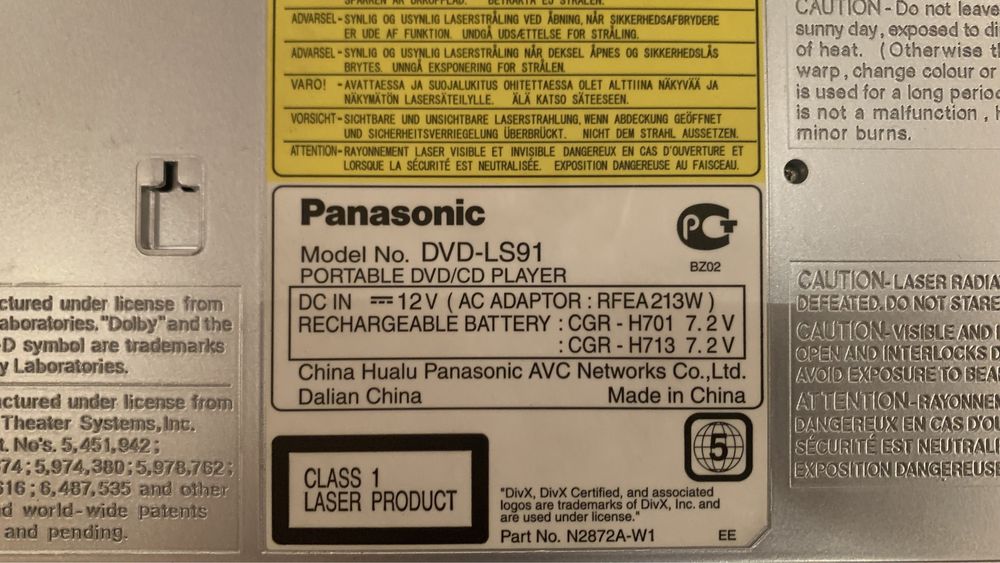 ADVARSEL - SYNLIG OG USYNLIG LASERSTRÅLING VED ÅBNING, NÅR SIKKERHEDSAFBRYDERE
ER UDE AF FUNKTION. UNDGÅ UDSÆTTELSE FOR STRÅLING.
ADVARSEL - SYNLIG OG USYNLIG LASERSTRÅLING NÅR DEKSEL ÅPNES OG SIKKERHEDSLÅS
BRYTES. UNNGÅ EKSPONERING FOR STRÅLEN.
VARO! - AVATTAESSA JA SUOJALUKITUS OHITETTAESSA OLET ALTTIINA NÄKYVÄÄ JA
NÄKYMÄTÖN LASERSÄTEILYLLE. ÄLÄ KATSO SÄTEESEEN.
VORSICHT - SICHTBARE UND UNSICHTBARE LASERSTRAHLUNG, WENN ABDECKUNG GEÖFFNET
UND SICHERHEITSVERRIEGELUNG ÜBERBRÜCKT. NICHT DEM STRAHL AUSSETZEN.
ATTENTION - RAYONNEMENT LASER VISIBLE ET INVISIBLE DANGEREUX EN CAS D'OUVERTURE ET
LORSQUE LA SÉCURITÉ EST NEUTRALISÉE. EXPOSITION DANGEREUSE AU FAISCEAU.
Panasonic
Model No. DVD-LS91
PORTABLE DVD/CD PLAYER
PCT
BZ02
DC IN ⎓ 12 V ( AC ADAPTOR : RFEA213W )
RECHARGEABLE BATTERY : CGR - H701 7.2 V
: CGR - H713 7.2 V
China Hualu Panasonic AVC Networks Co.,Ltd.
Dalian China Made in China
CLASS 1
LASER PRODUCT
5
"DivX, DivX Certified, and associated
logos are trademarks of DivX, Inc. and
are used under license."
Part No. N2872A-W1 EE
ctured under license from
aboratories. "Dolby" and the
-D symbol are trademarks
y Laboratories.
ctured under license from
Theater Systems, Inc.
t. No's. 5,451,942;
74; 5,974,380; 5,978,762;
616; 6,487,535 and other
d world-wide patents
and pending.
CAUTION - Do not leave
sunny day, exposed to di
of heat. (Otherwise t
warp, change colour or
is used for a long period
is not a malfunction,
minor burns.
CAUTION - LASER RADIA
DEFEATED. DO NOT STARE
CAUTION - VISIBLE AND
OPEN AND INTERLOCKS D
AVOID EXPOSURE TO BEA
ATTENTION - RAYONNEM
DANGEREUX EN CAS D'OU
SÉCURITÉ EST NEUTRALI
EXPOSITION DANGEREUSE